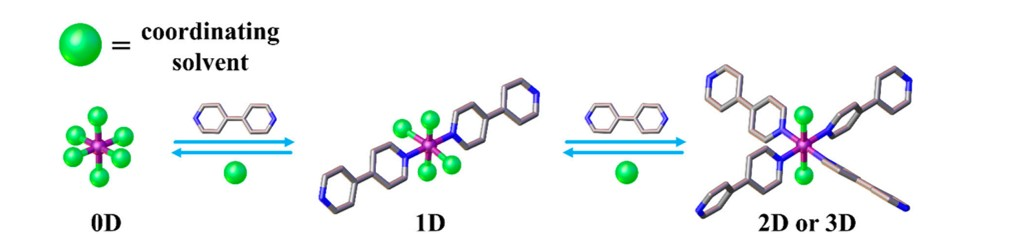 = coordinating
solvent
0D
1D
2D or 3D